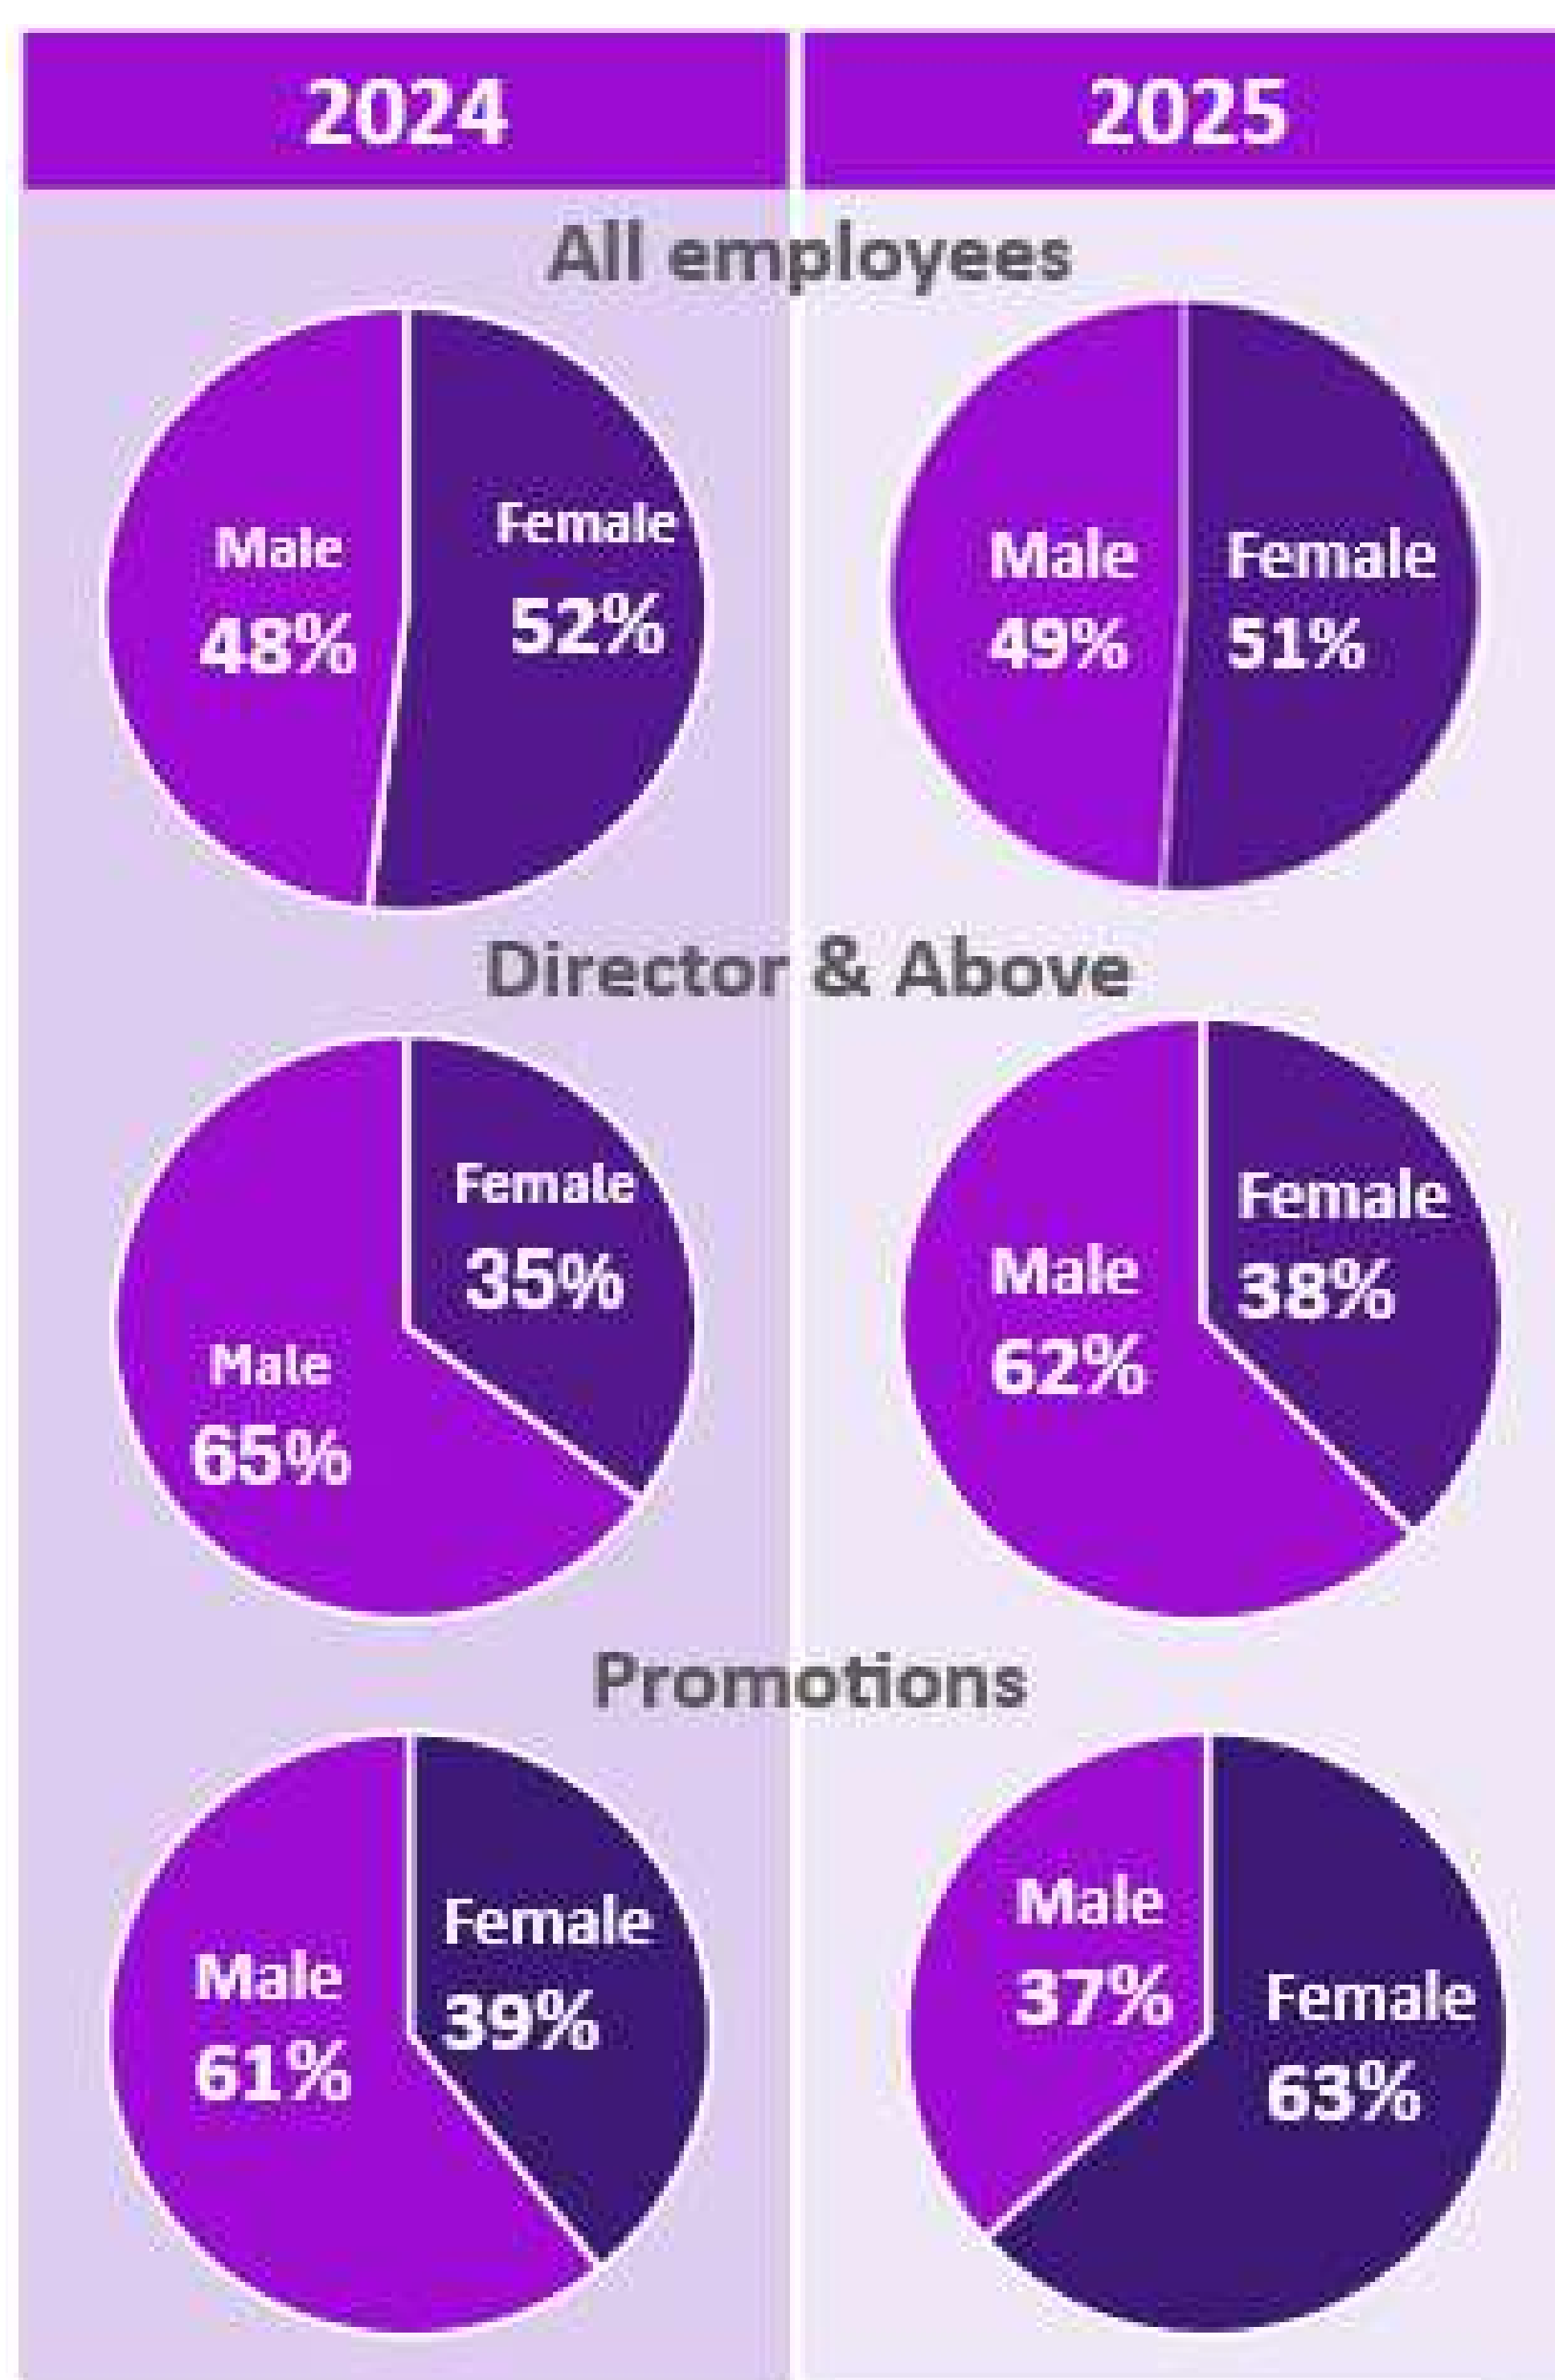 2024
2025
All employees
Male
48%
Female
52%
Male
49%
Female
51%
Director & Above
Female
35%
Male
65%
Male
62%
Female
38%
Promotions
Male
61%
Female
39%
Male
37%
Female
63%